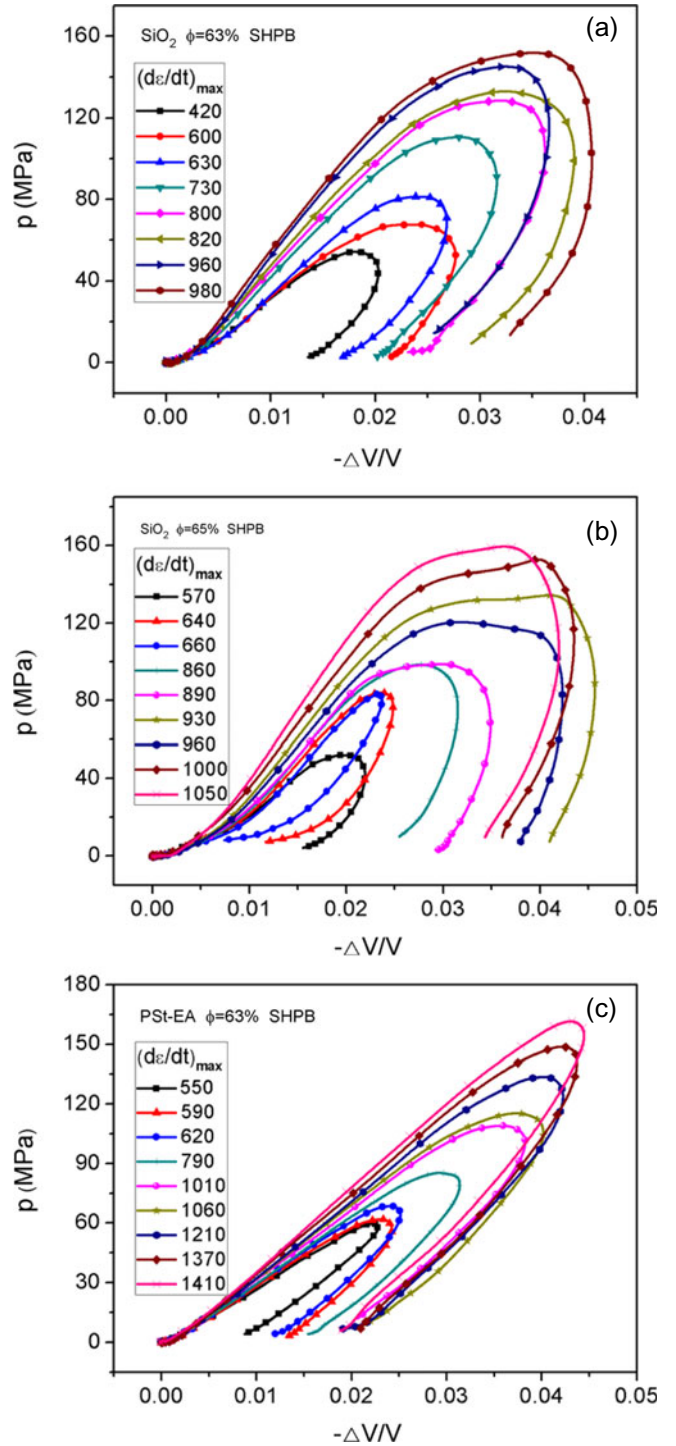 (a)
SiO₂ ϕ=63% SHPB
(dε/dt)max
420
600
630
730
800
820
960
980
p (MPa)
160
120
80
40
0
0.00 0.01 0.02 0.03 0.04
-△V/V
(b)
SiO₂ ϕ=65% SHPB
(dε/dt)max
570
640
660
860
890
930
960
1000
1050
p (MPa)
160
120
80
40
0
0.00 0.01 0.02 0.03 0.04 0.05
-△V/V
(c)
PSt-EA ϕ=63% SHPB
(dε/dt)max
550
590
620
790
1010
1060
1210
1370
1410
p (MPa)
180
150
120
90
60
30
0
0.00 0.01 0.02 0.03 0.04 0.05
-△V/V